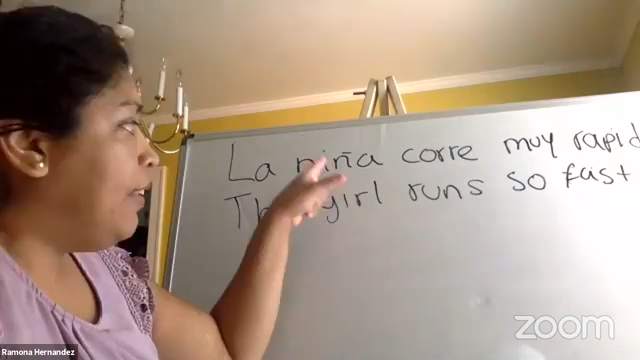 La niña corre muy rapid
The girl runs so fast
zoom
Ramona Hernandez